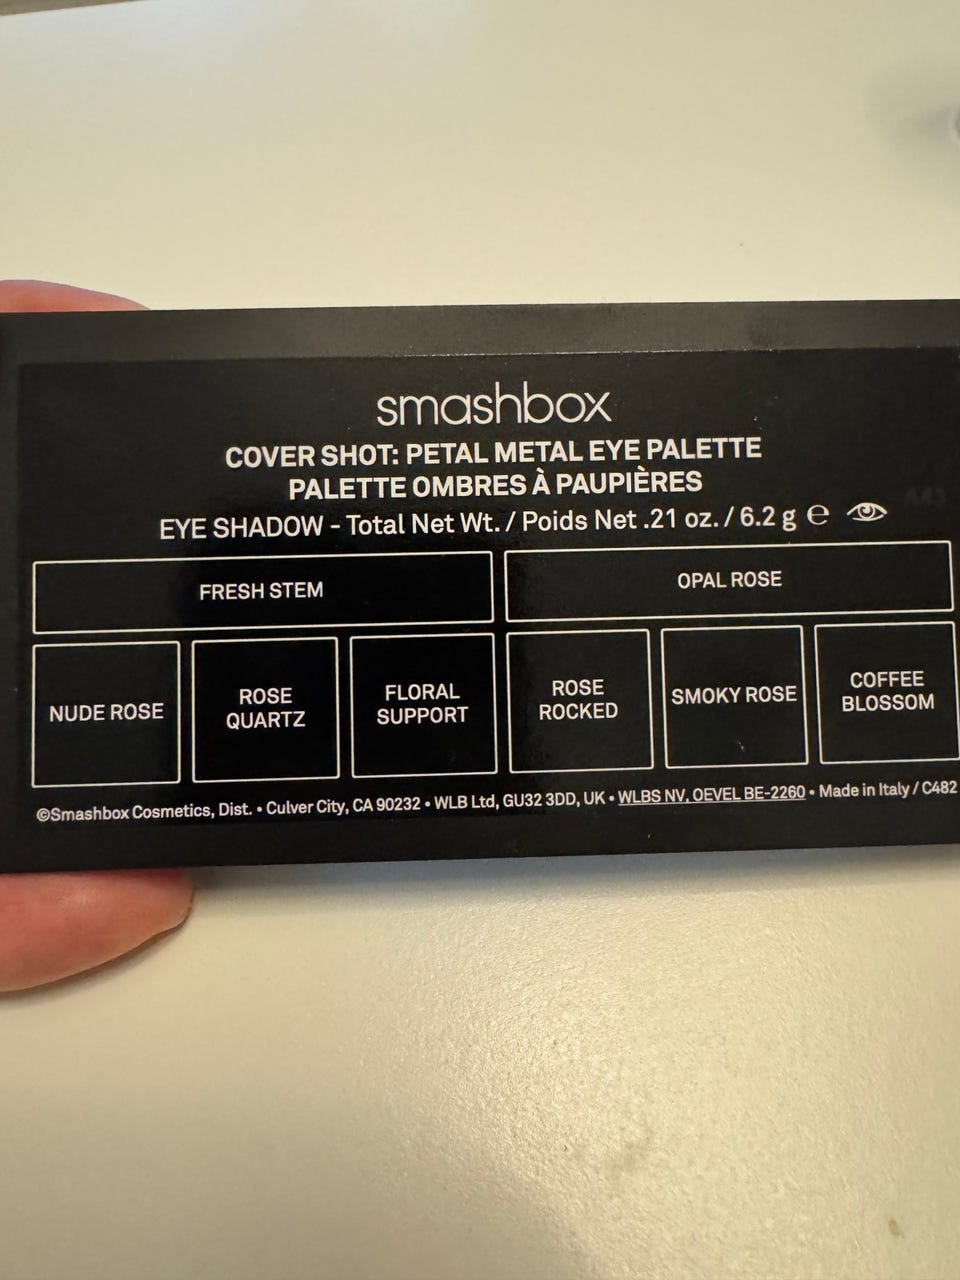 smashbox
COVER SHOT: PETAL METAL EYE PALETTE
PALETTE OMBRES À PAUPIÈRES
EYE SHADOW - Total Net Wt. / Poids Net .21 oz. / 6.2 g ℮
FRESH STEM
OPAL ROSE
NUDE ROSE
ROSE
QUARTZ
FLORAL
SUPPORT
ROSE
ROCKED
SMOKY ROSE
COFFEE
BLOSSOM
©Smashbox Cosmetics, Dist. • Culver City, CA 90232 • WLB Ltd, GU32 3DD, UK • WLBS NV, OEVEL BE-2260 • Made in Italy / C482